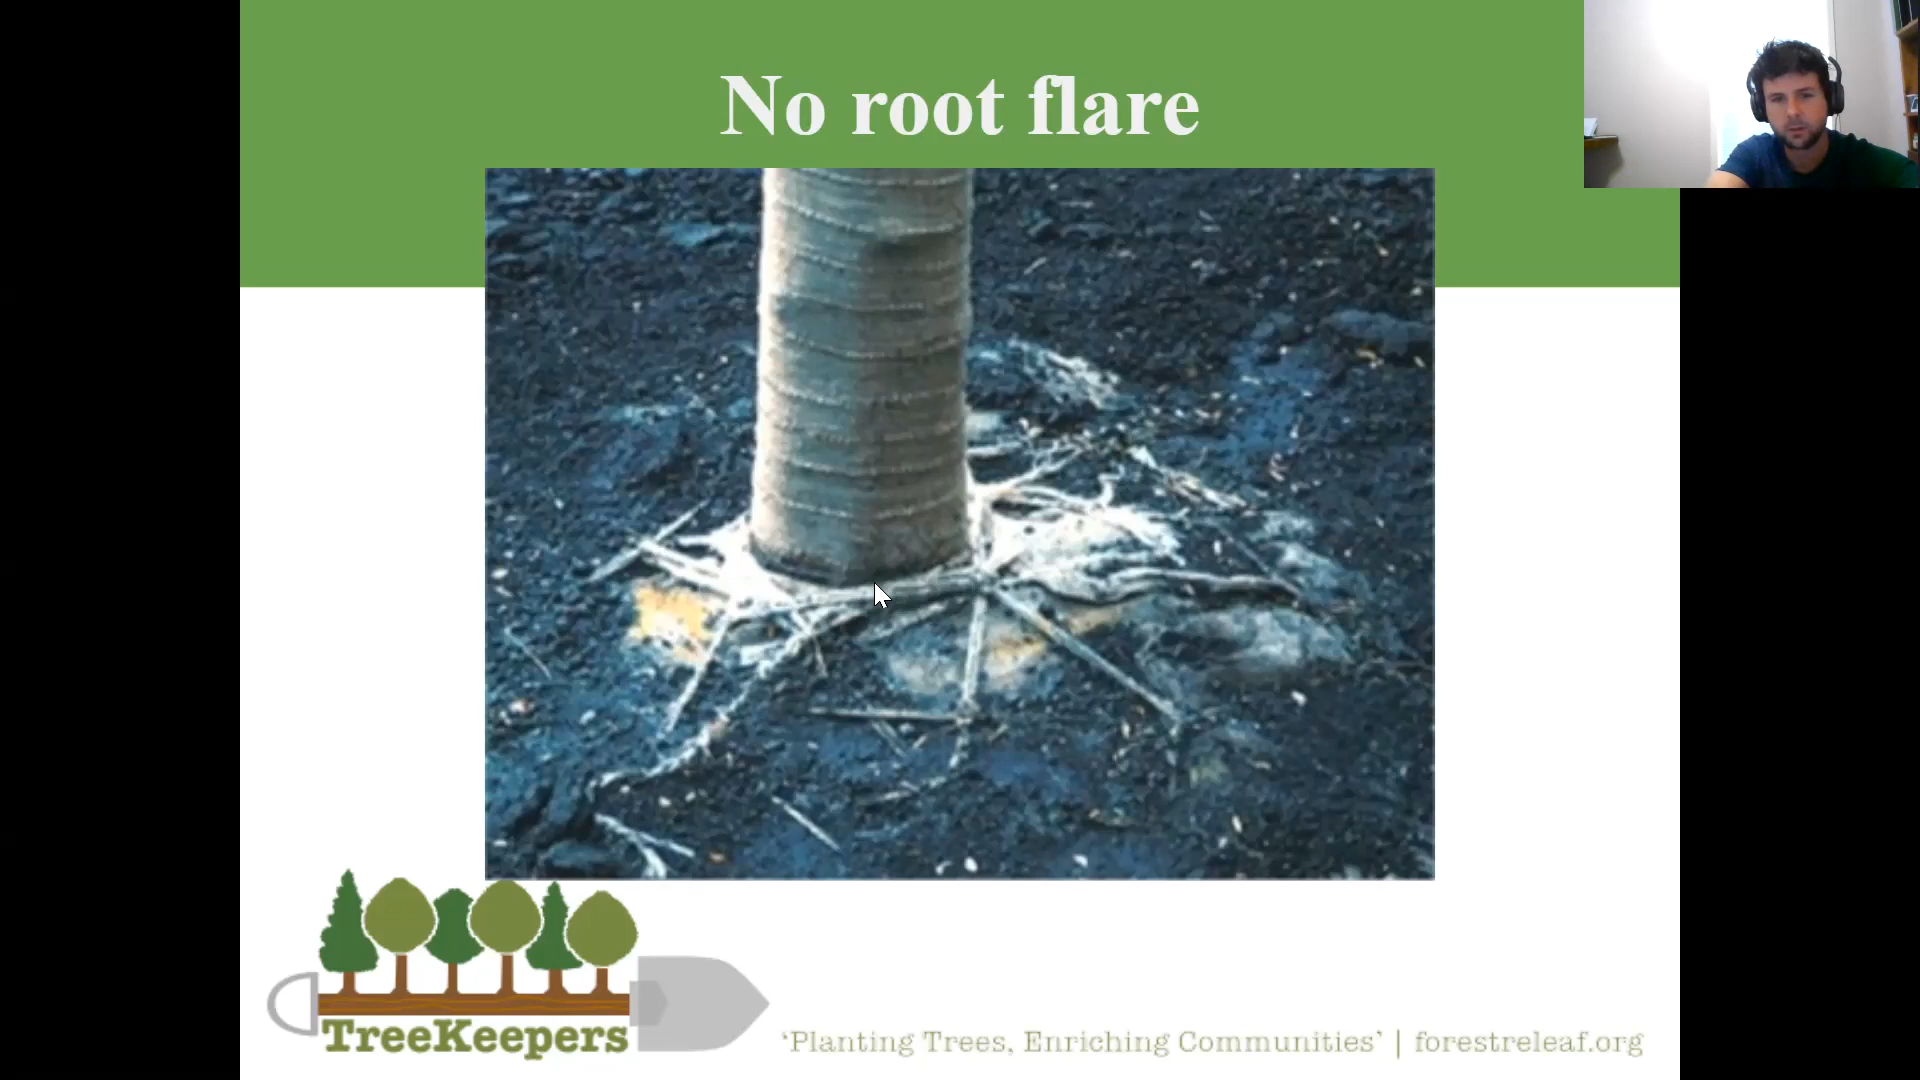 No root flare
TreeKeepers
'Planting Trees, Enriching Communities' | forestreleaf.org